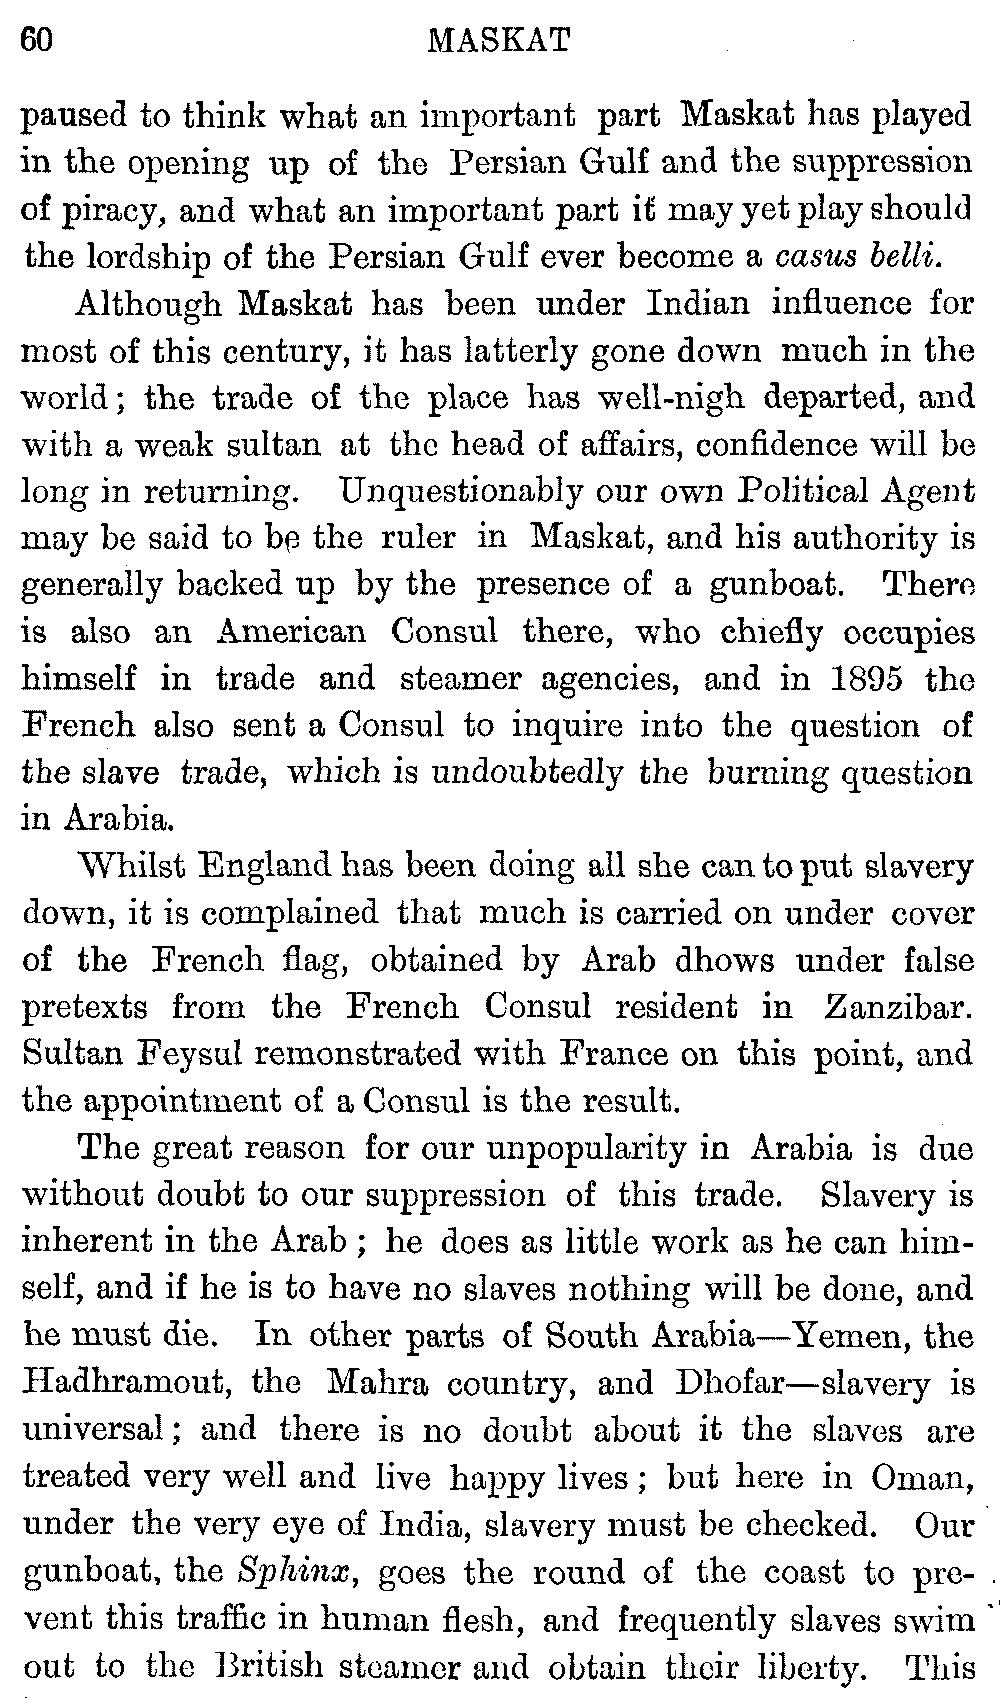 60 MASKAT
paused to think what an important part Maskat has played
in the opening up of the Persian Gulf and the suppression
of piracy, and what an important part it may yet play should
the lordship of the Persian Gulf ever become a casus belli.
Although Maskat has been under Indian influence for
most of this century, it has latterly gone down much in the
world; the trade of the place has well-nigh departed, and
with a weak sultan at the head of affairs, confidence will be
long in returning. Unquestionably our own Political Agent
may be said to be the ruler in Maskat, and his authority is
generally backed up by the presence of a gunboat. There
is also an American Consul there, who chiefly occupies
himself in trade and steamer agencies, and in 1895 the
French also sent a Consul to inquire into the question of
the slave trade, which is undoubtedly the burning question
in Arabia.
Whilst England has been doing all she can to put slavery
down, it is complained that much is carried on under cover
of the French flag, obtained by Arab dhows under false
pretexts from the French Consul resident in Zanzibar.
Sultan Feysul remonstrated with France on this point, and
the appointment of a Consul is the result.
The great reason for our unpopularity in Arabia is due
without doubt to our suppression of this trade. Slavery is
inherent in the Arab; he does as little work as he can him-
self, and if he is to have no slaves nothing will be done, and
he must die. In other parts of South Arabia—Yemen, the
Hadhramout, the Mahra country, and Dhofar—slavery is
universal; and there is no doubt about it the slaves are
treated very well and live happy lives; but here in Oman,
under the very eye of India, slavery must be checked. Our
gunboat, the Sphinx, goes the round of the coast to pre-
vent this traffic in human flesh, and frequently slaves swim
out to the British steamer and obtain their liberty. This